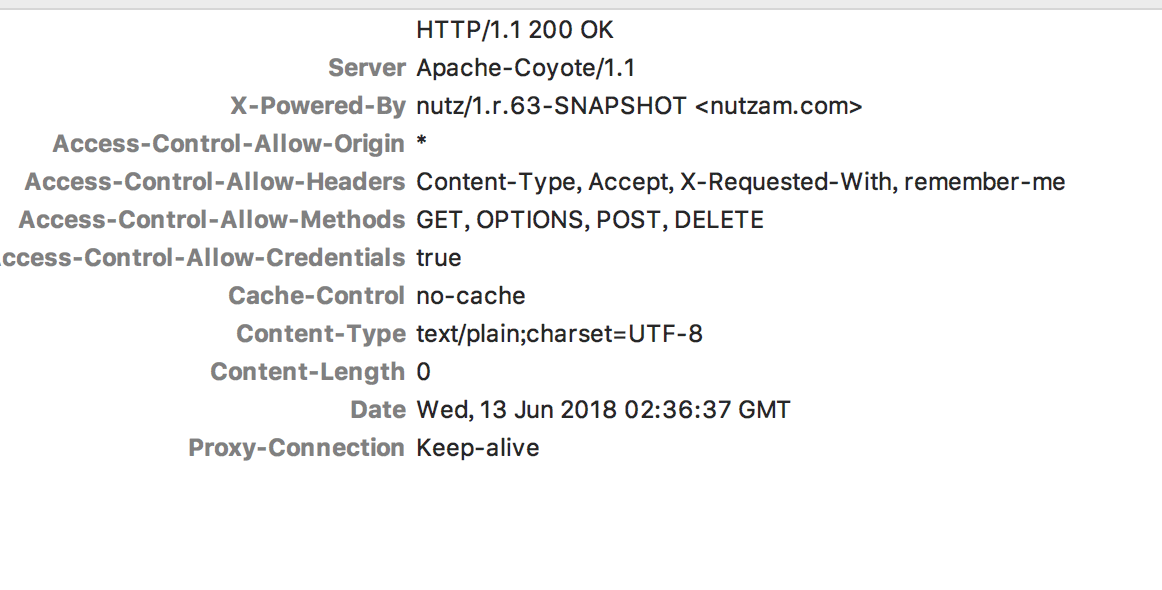 HTTP/1.1 200 OK
Server Apache-Coyote/1.1
X-Powered-By nutz/1.r.63-SNAPSHOT <nutzam.com>
Access-Control-Allow-Origin *
Access-Control-Allow-Headers Content-Type, Accept, X-Requested-With, remember-me
Access-Control-Allow-Methods GET, OPTIONS, POST, DELETE
ccess-Control-Allow-Credentials true
Cache-Control no-cache
Content-Type text/plain;charset=UTF-8
Content-Length 0
Date Wed, 13 Jun 2018 02:36:37 GMT
Proxy-Connection Keep-alive